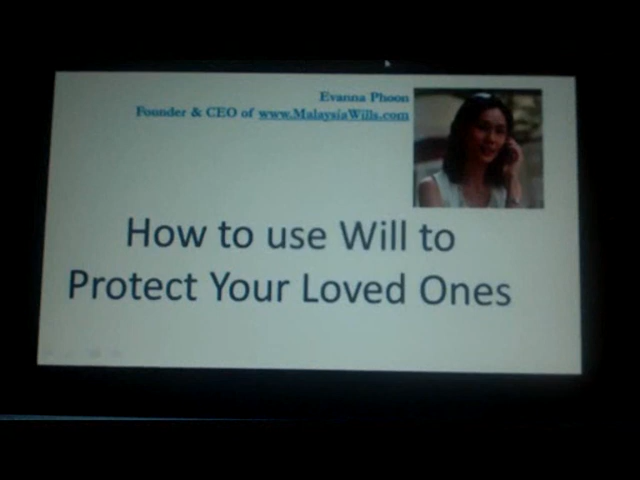 Evanna Phoon
Founder & CEO of www.MalaysiaWills.com
How to use Will to
Protect Your Loved Ones